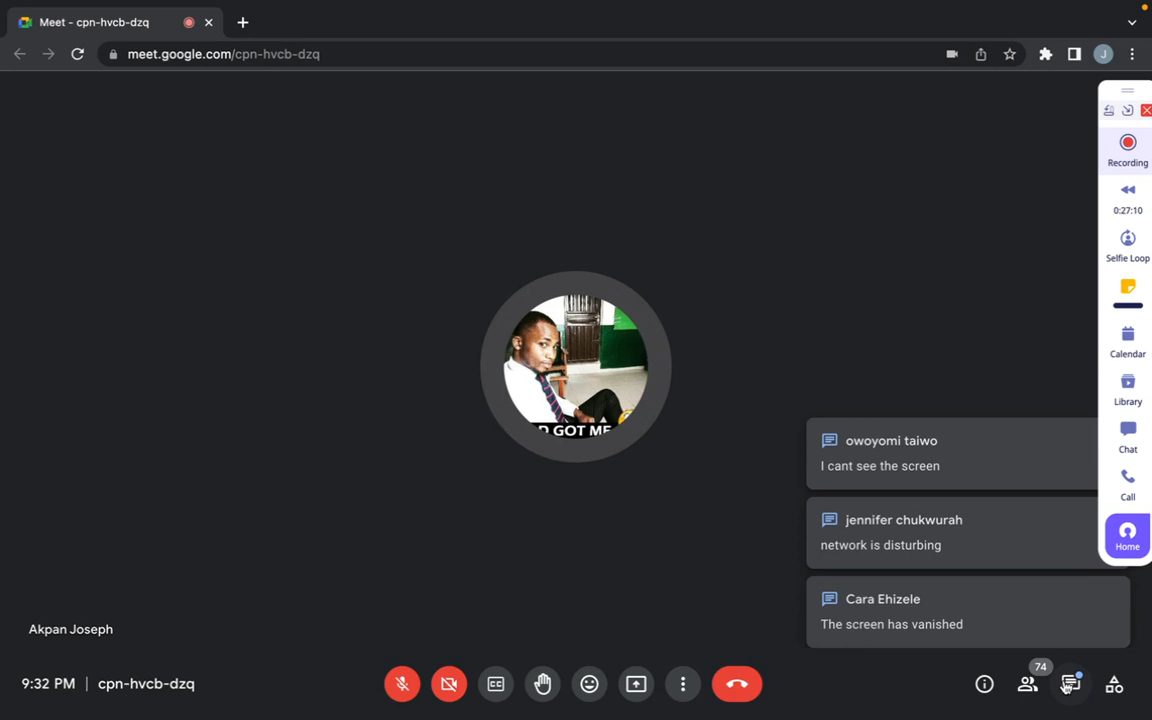 Meet - cpn-hvcb-dzq
meet.google.com/cpn-hvcb-dzq
J
Recording
0:27:10
Selfie Loop
Calendar
Library
Chat
Call
Home
D GOT ME
owoyomi taiwo
I cant see the screen
jennifer chukwurah
network is disturbing
Cara Ehizele
The screen has vanished
Akpan Joseph
9:32 PM | cpn-hvcb-dzq
CC
74